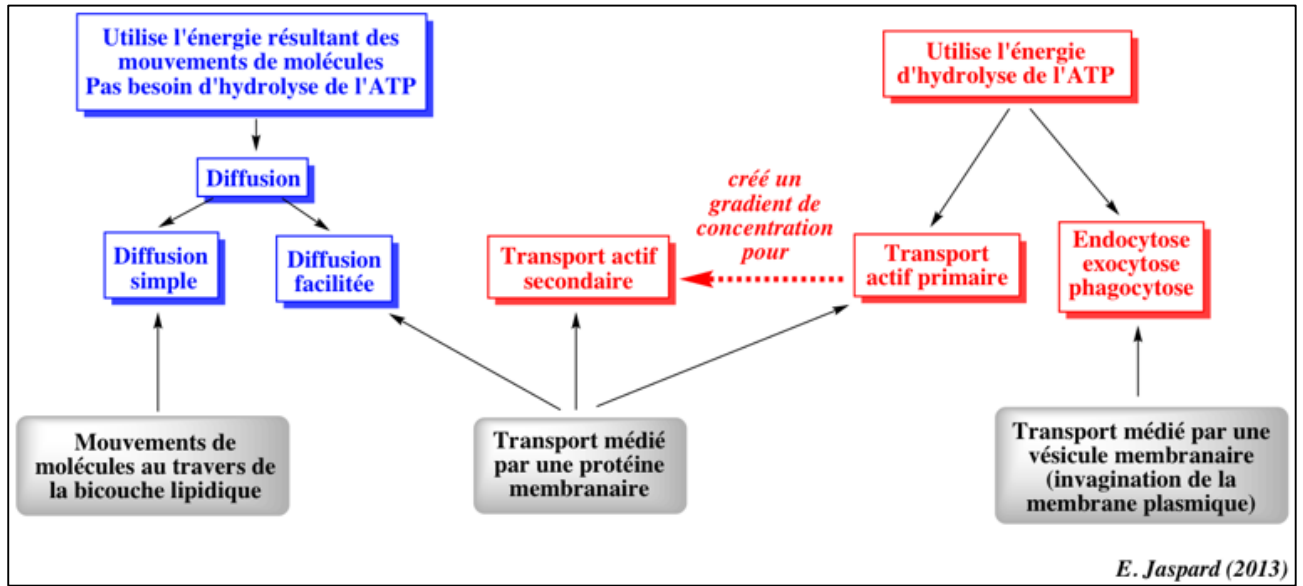 Utilise l'énergie résultant des
mouvements de molécules
Pas besoin d'hydrolyse de l'ATP
Utilise l'énergie
d'hydrolyse de l'ATP
Diffusion
créé un
gradient de
concentration
pour
Diffusion
simple
Diffusion
facilitée
Transport actif
secondaire
Transport
actif primaire
Endocytose
exocytose
phagocytose
Mouvements de
molécules au travers de
la bicouche lipidique
Transport médié
par une protéine
membranaire
Transport médié par une
vésicule membranaire
(invagination de la
membrane plasmique)
E. Jaspard (2013)